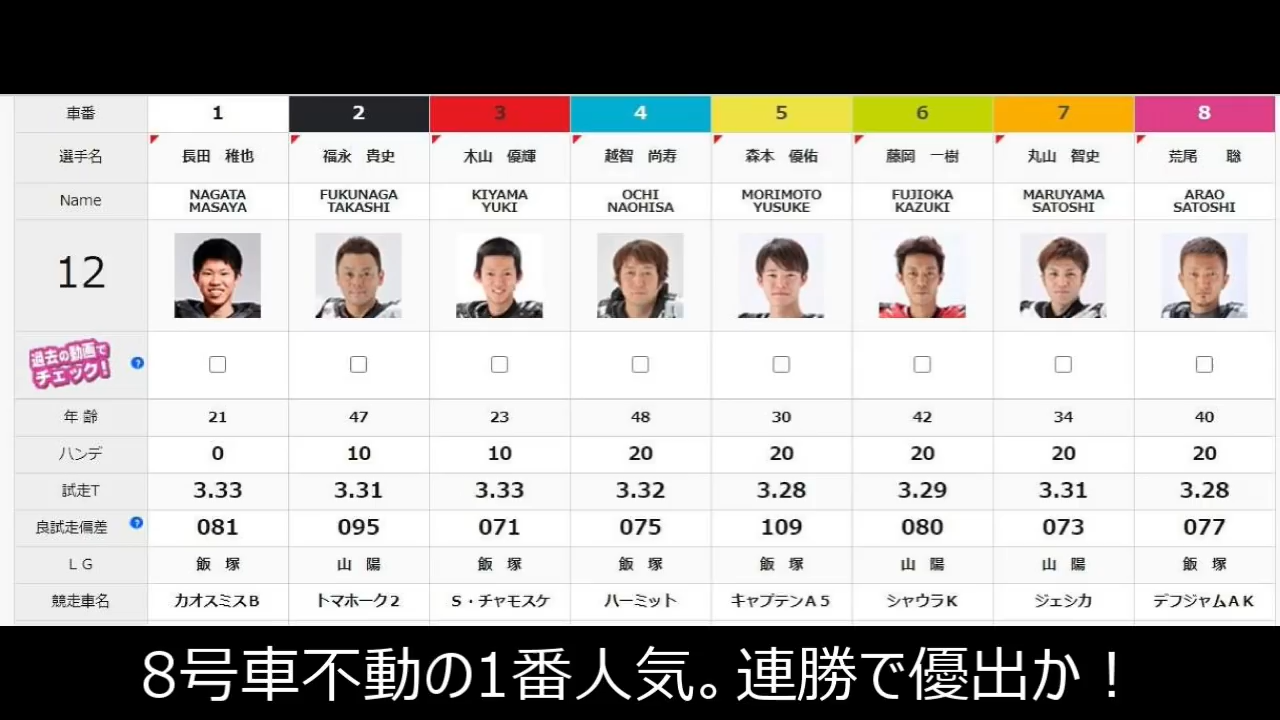 車番 1 2 3 4 5 6 7 8
選手名 長田 稚也 福永 貴史 木山 優輝 越智 尚寿 森本 優佑 藤岡 一樹 丸山 智史 荒尾 聡
Name NAGATA MASAYA FUKUNAGA TAKASHI KIYAMA YUKI OCHI NAOHISA MORIMOTO YUSUKE FUJIOKA KAZUKI MARUYAMA SATOSHI ARAO SATOSHI
12
過去の動画で
チェック! ?
年齢 21 47 23 48 30 42 34 40
ハンデ 0 10 10 20 20 20 20 20
試走T 3.33 3.31 3.33 3.32 3.28 3.29 3.31 3.28
良試走偏差 ? 081 095 071 075 109 080 073 077
LG 飯塚 山陽 飯塚 飯塚 飯塚 山陽 山陽 飯塚
競走車名 カオスミスB トマホーク2 S・チャモスケ ハーミット キャプテンA5 シャウラK ジェシカ デフジャムAK
8号車不動の1番人気。連勝で優出か!